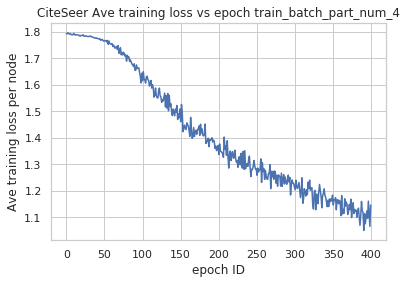 CiteSeer Ave training loss vs epoch train_batch_part_num_4
Ave training loss per node
1.8
1.7
1.6
1.5
1.4
1.3
1.2
1.1
0 50 100 150 200 250 300 350 400
epoch ID